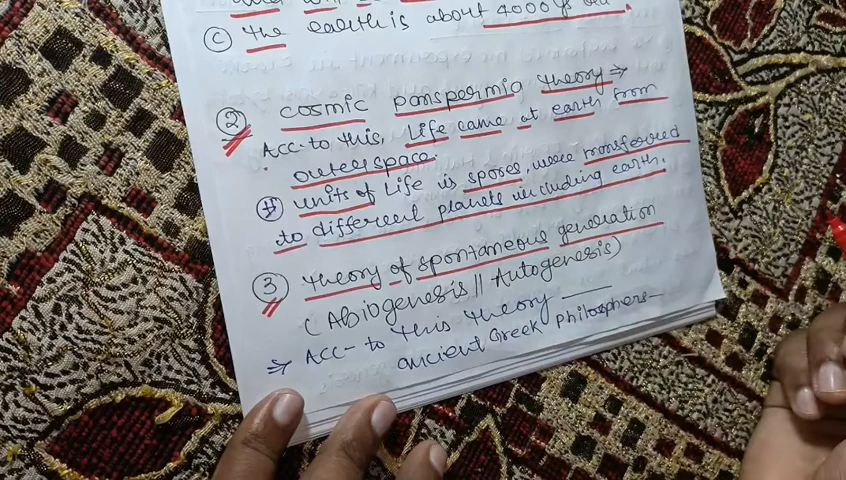 © The earth is about 4000 ys old.
② cosmic panspermia theory ⇒
Acc. to this, Life came at earth from
outer space.
units of Life is spores, were transferred
to different planets including earth.
③ Theory of spontaneous generation
(Abiogenesis || Autogenesis)
⇒ Acc- to this theory —
ancient Greek Philosphers-